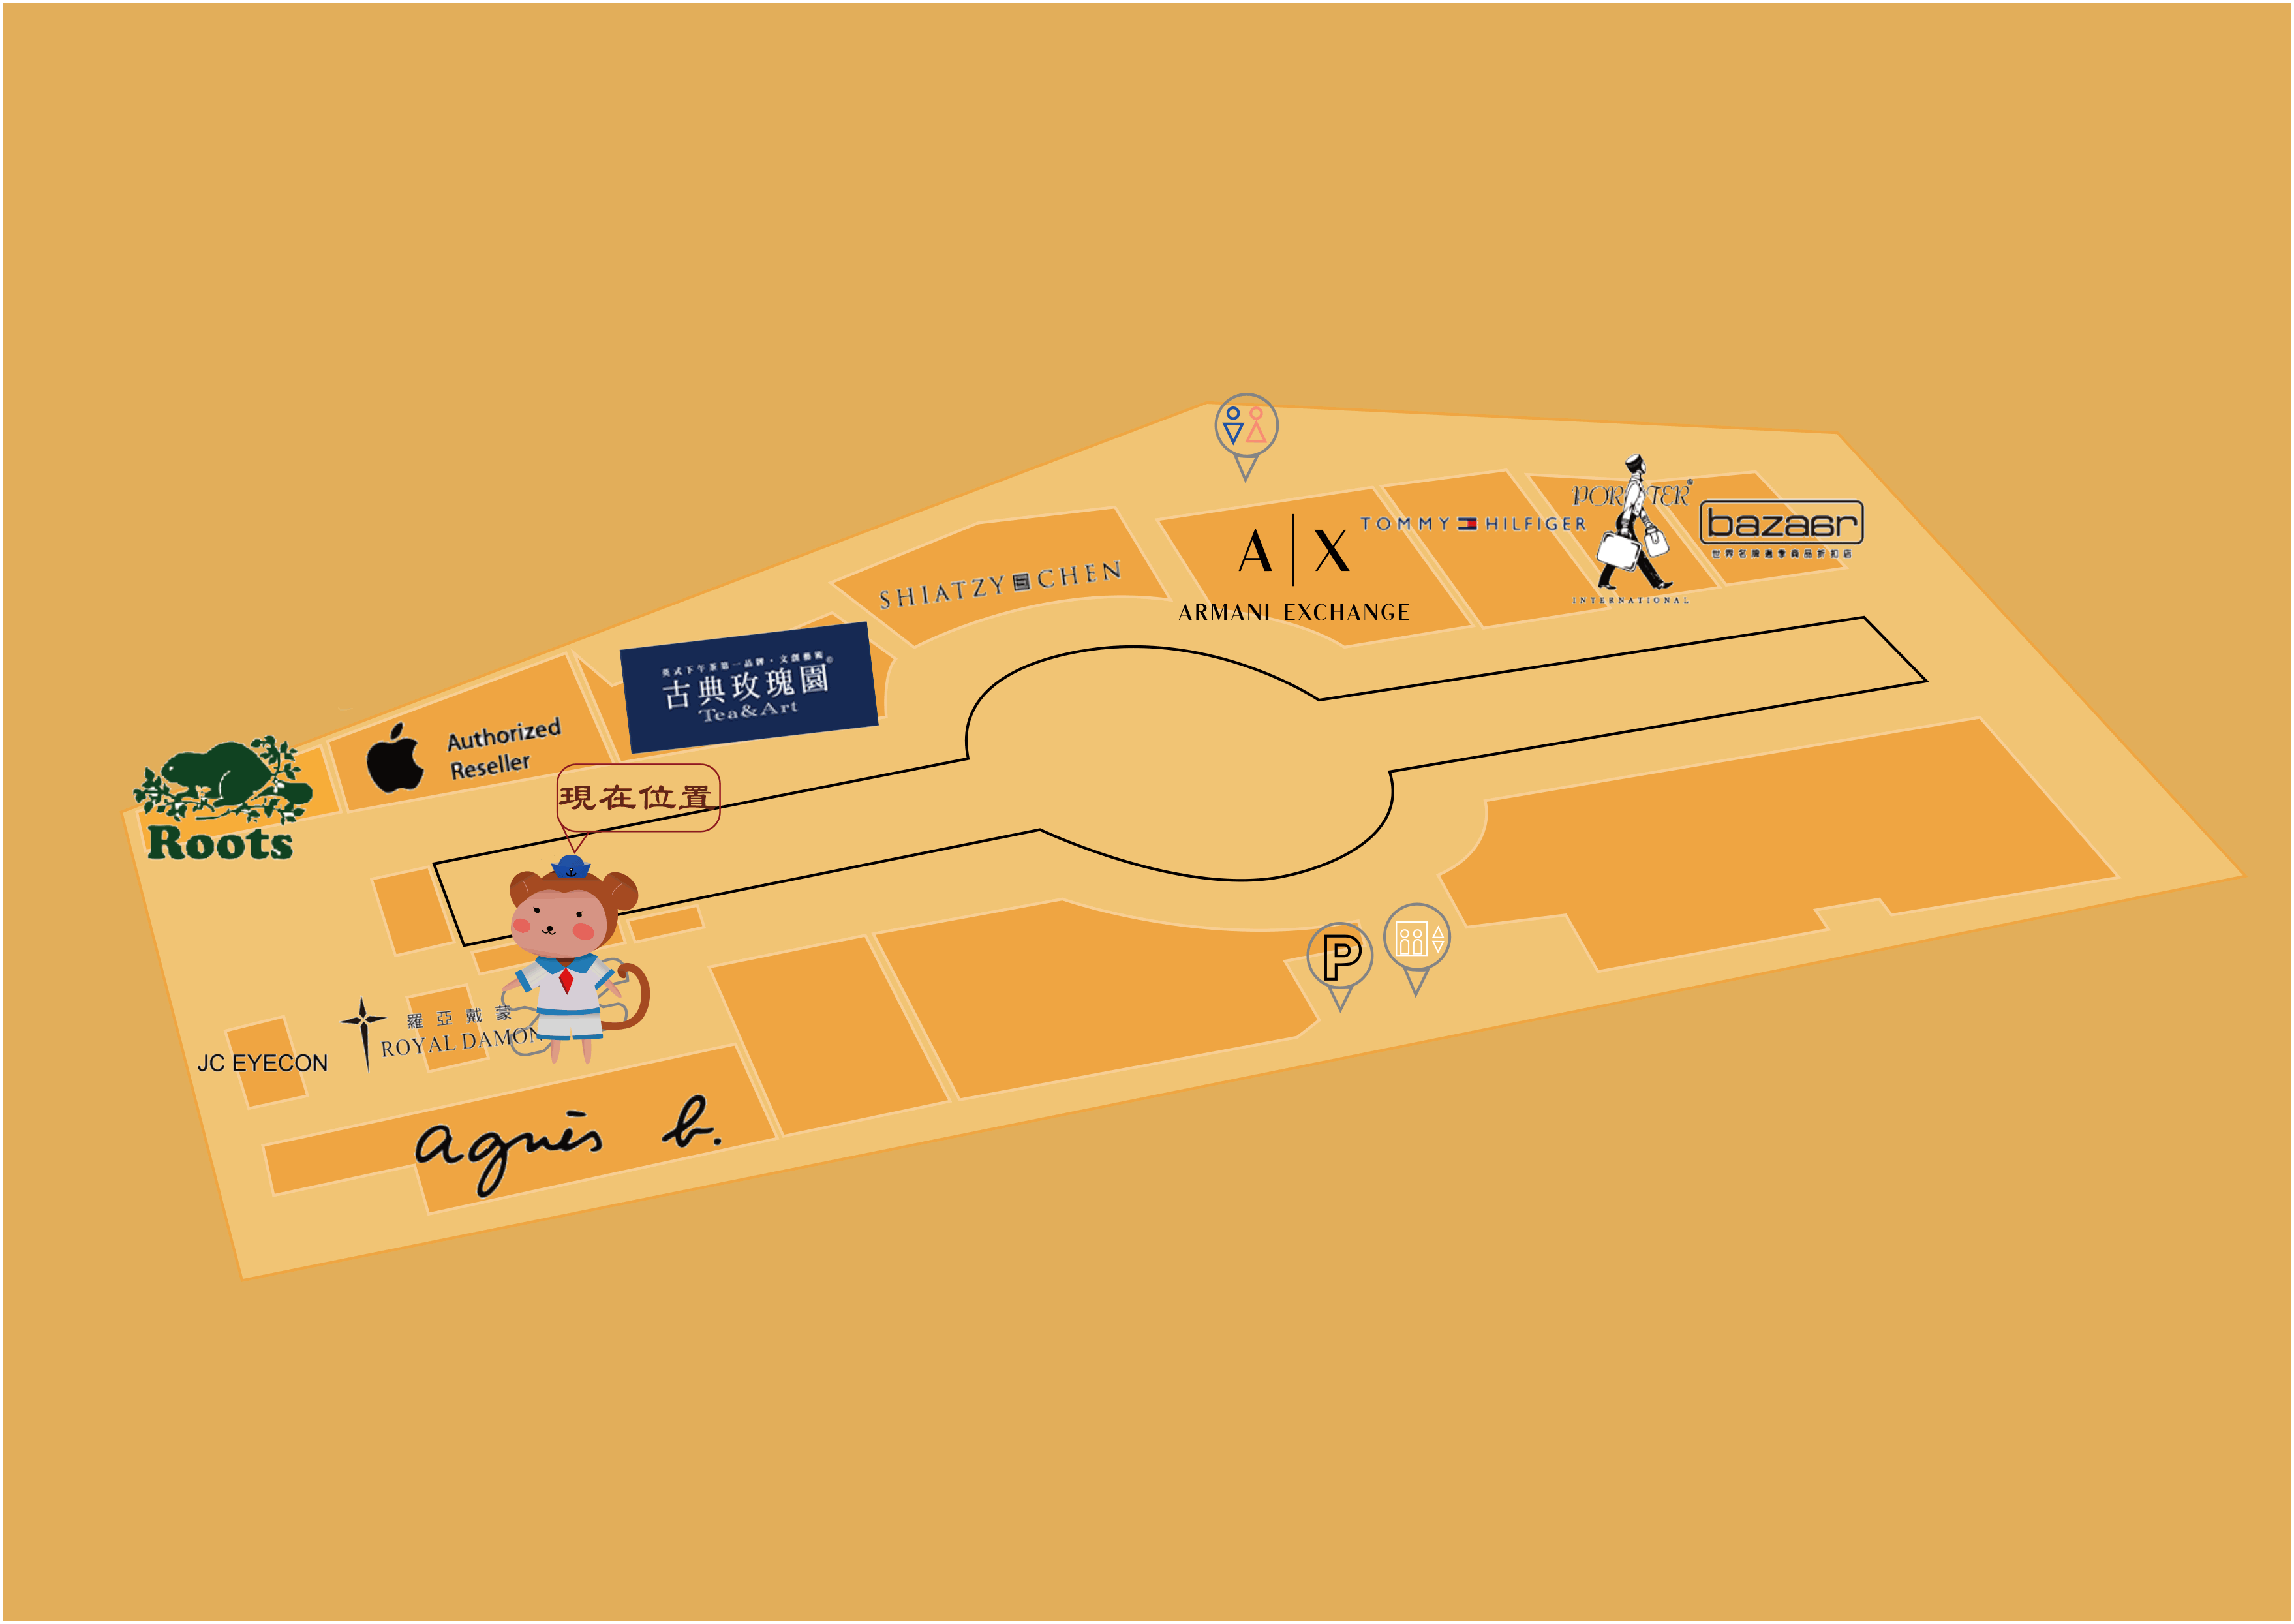 PORTER
INTERNATIONAL
TOMMY HILFIGER
bazaar
世界名牌過季商品折扣店
A|X
ARMANI EXCHANGE
SHIATZY CHEN
英式下午茶第一品牌・文創藝術
古典玫瑰園
Tea&Art
Authorized
Reseller
Roots
現在位置
P
羅亞戴蒙
ROYAL DAMON
JC EYECON
agnès b.